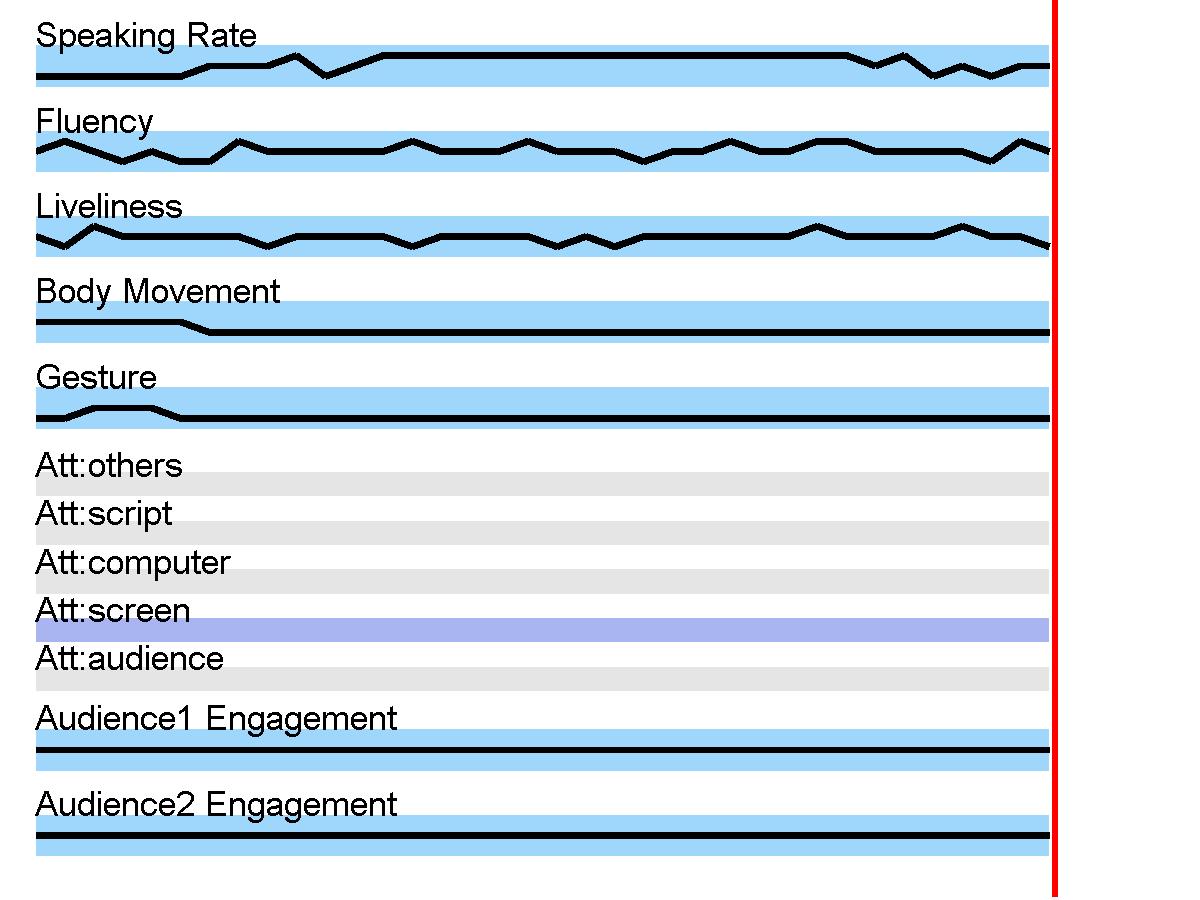 Speaking Rate
Fluency
Liveliness
Body Movement
Gesture
Att:others
Att:script
Att:computer
Att:screen
Att:audience
Audience1 Engagement
Audience2 Engagement